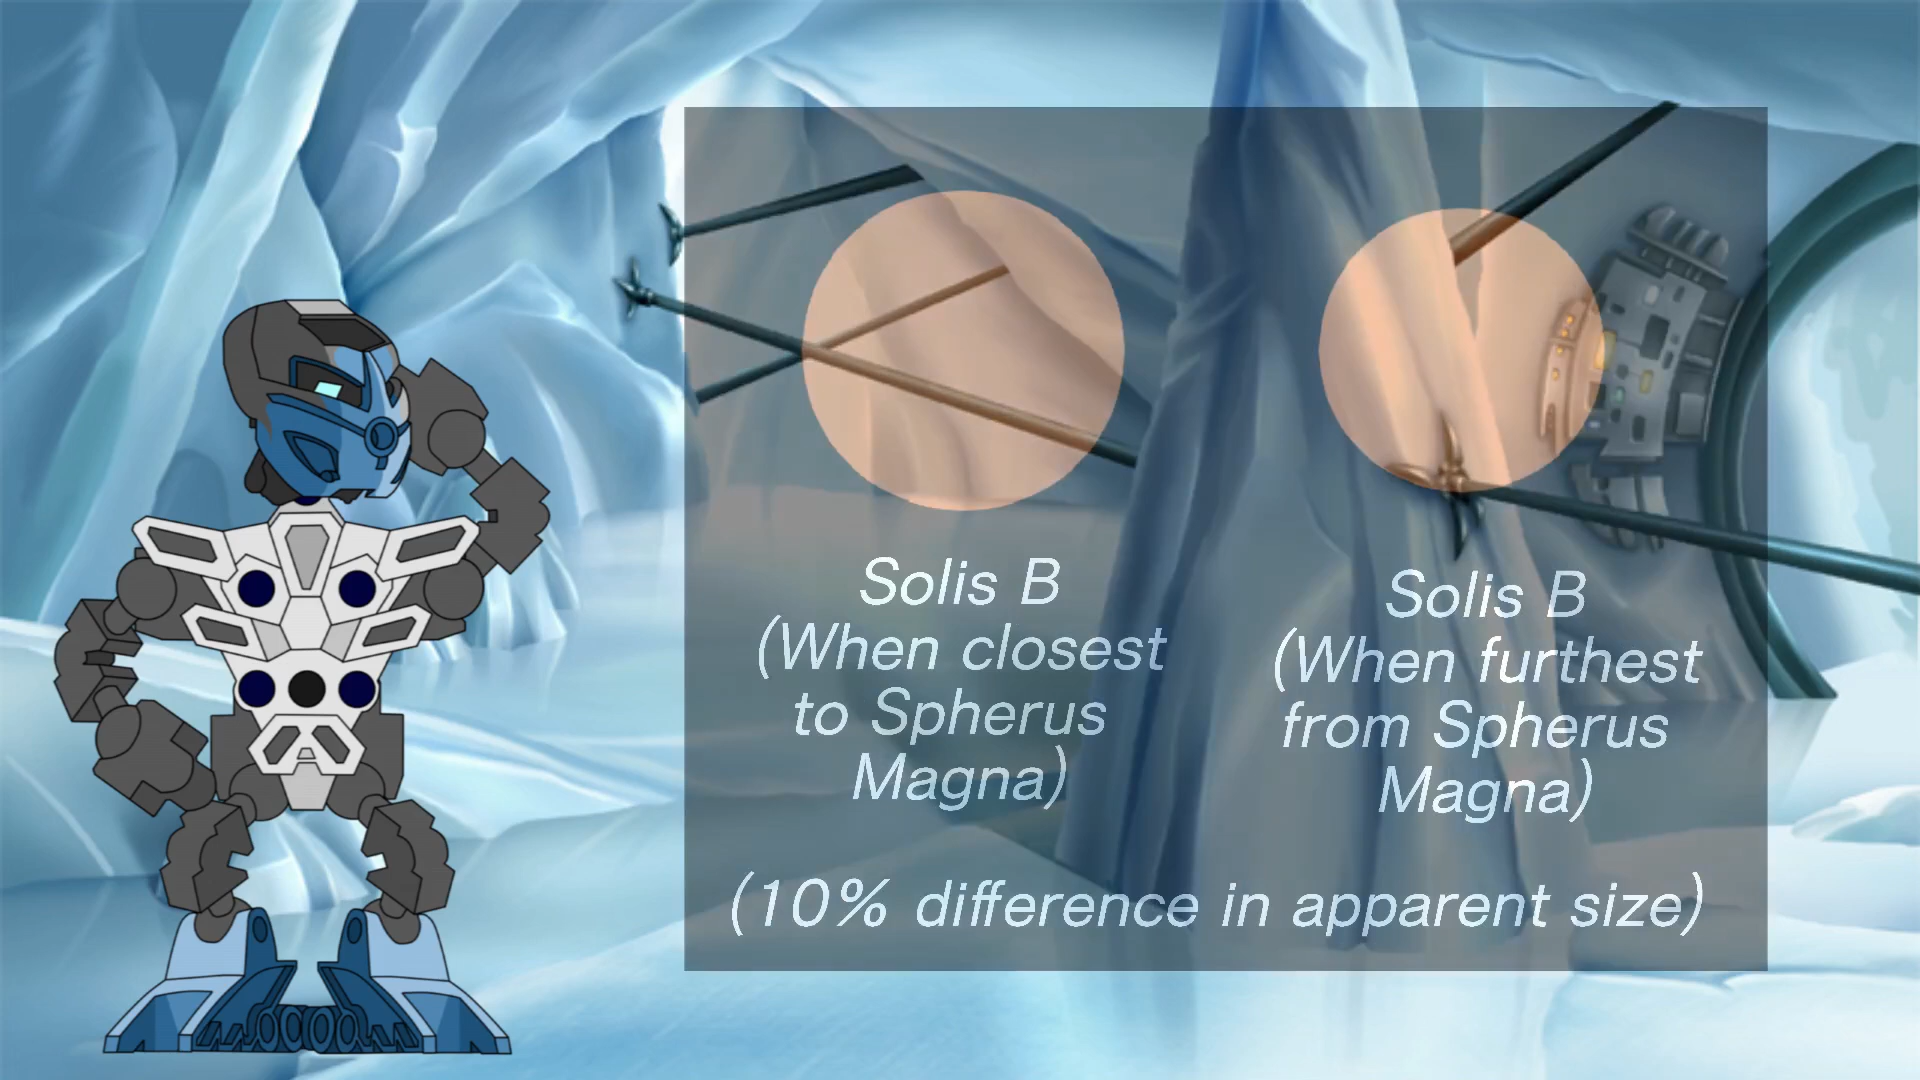 Solis B
(When closest
to Spherus
Magna)
Solis B
(When furthest
from Spherus
Magna)
(10% difference in apparent size)